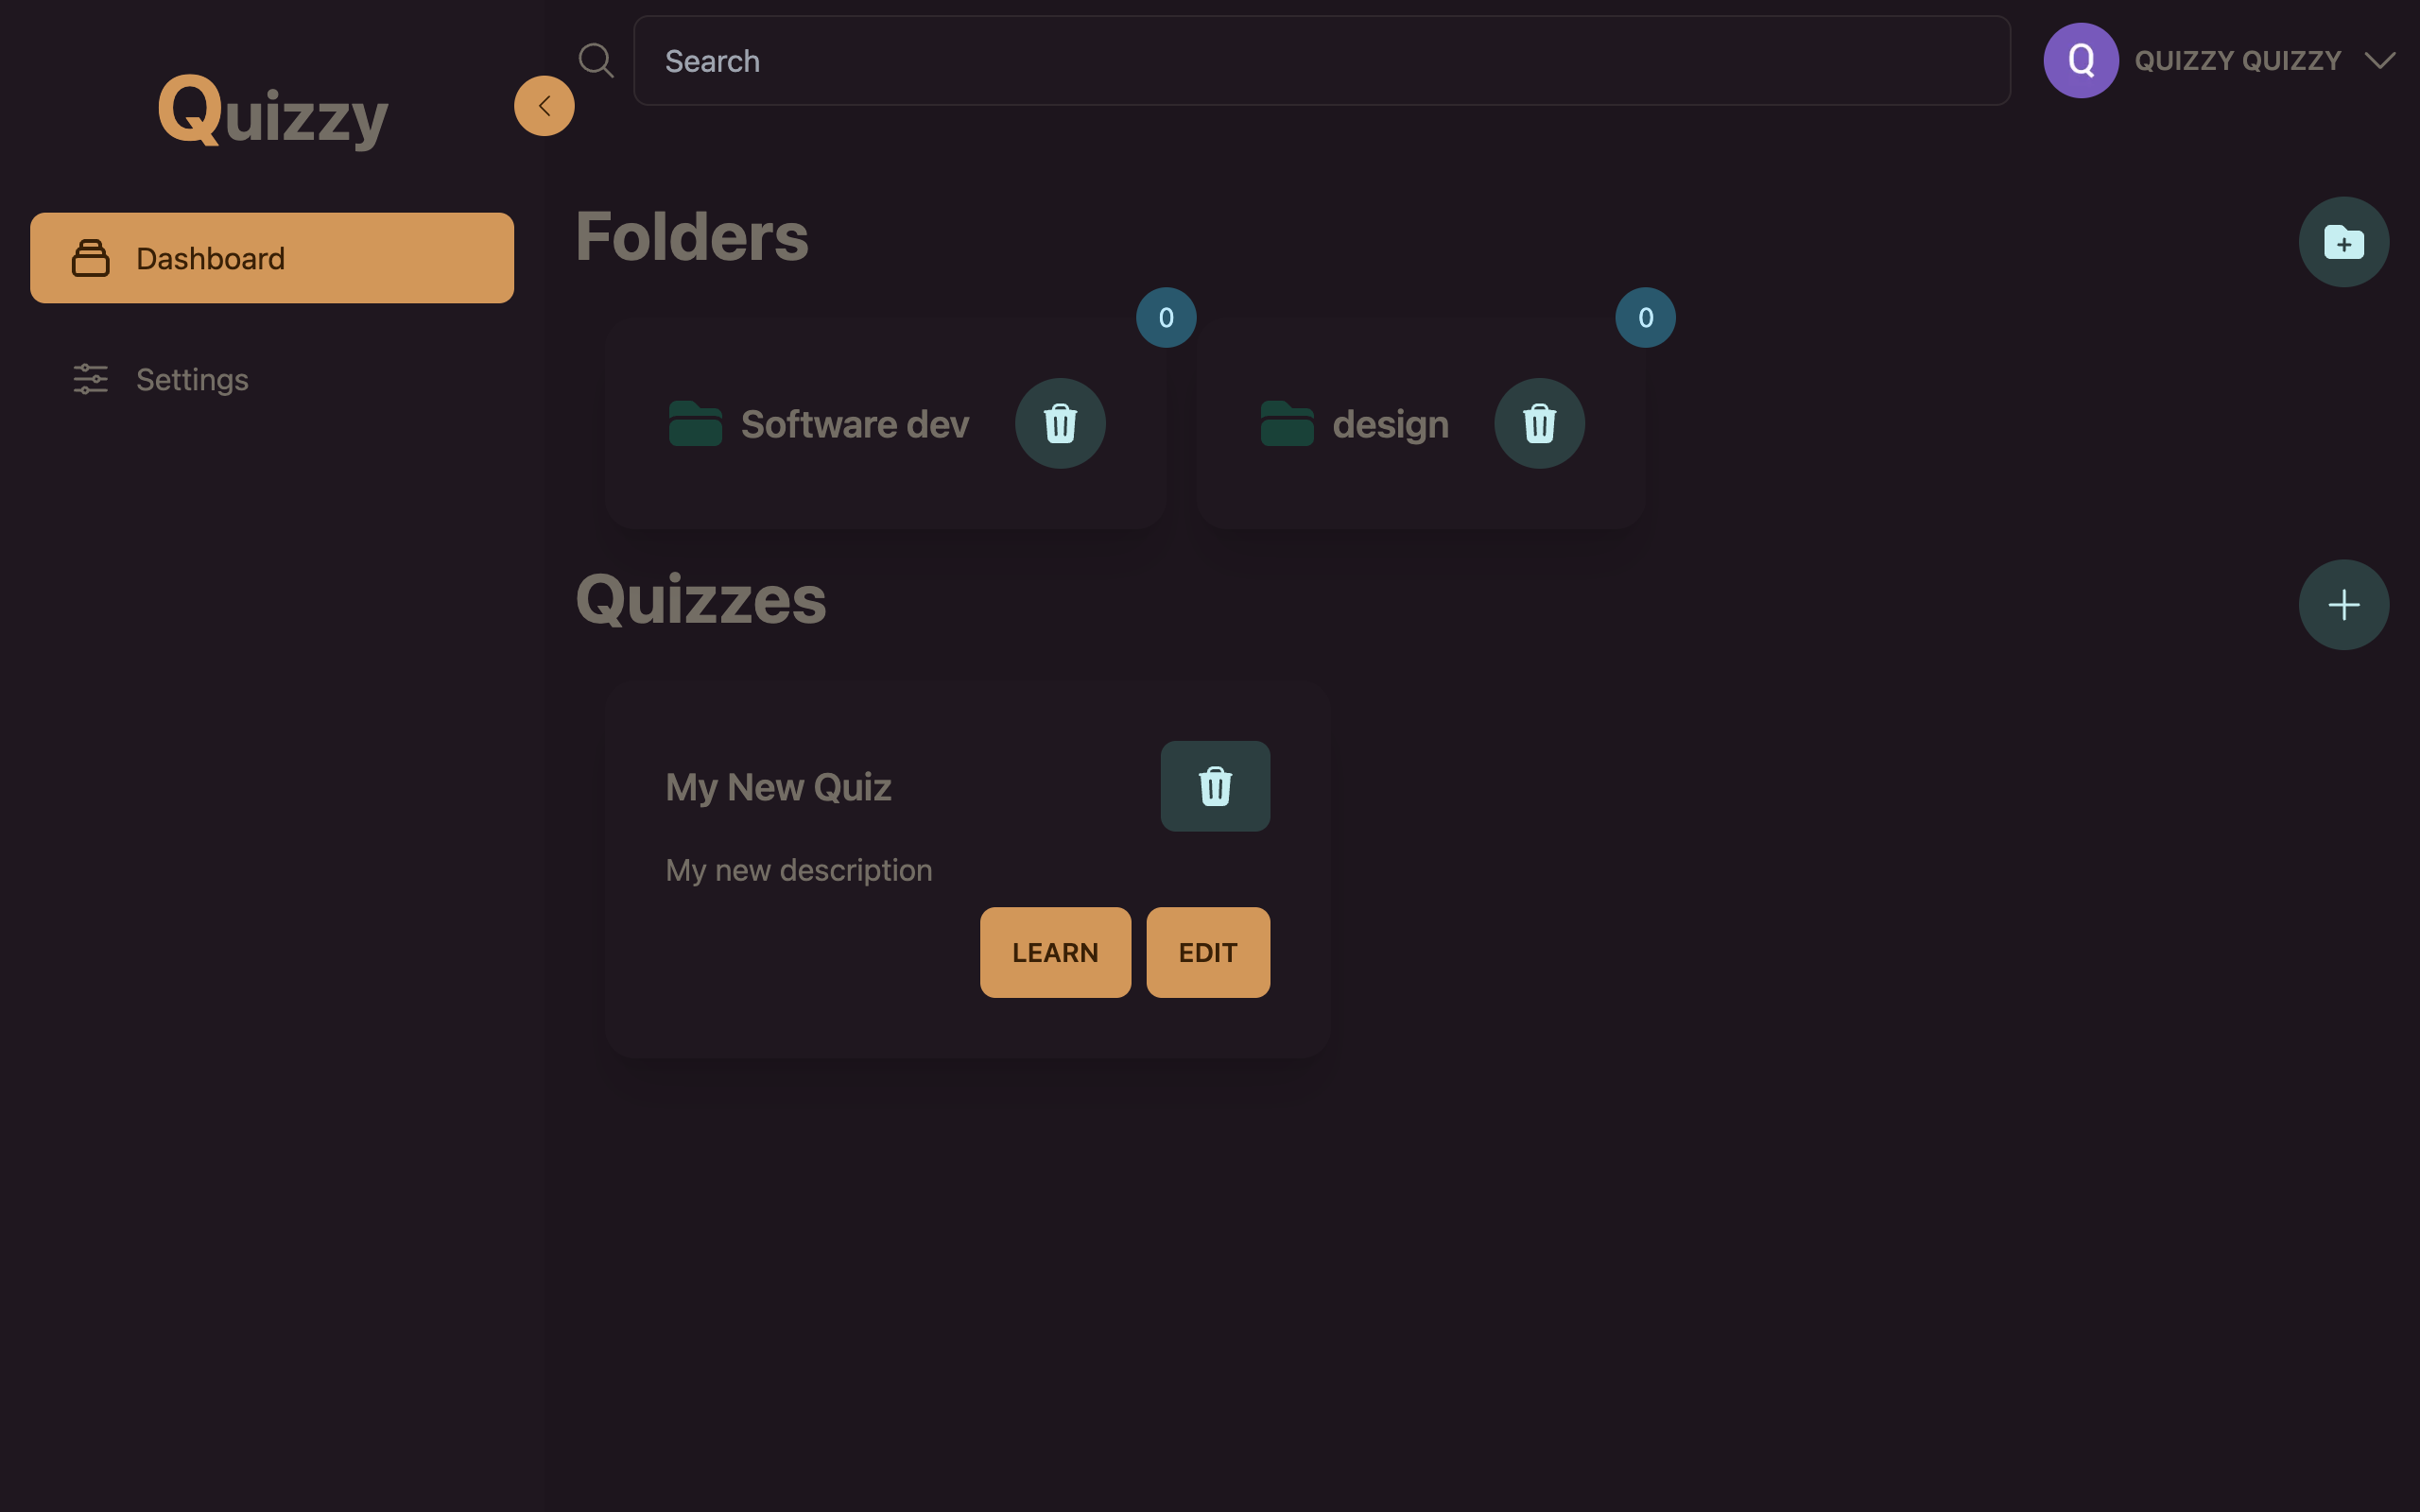 Quizzy
Search
Q
QUIZZY QUIZZY
Dashboard
Settings
Folders
0
0
Software dev
design
Quizzes
My New Quiz
My new description
LEARN
EDIT